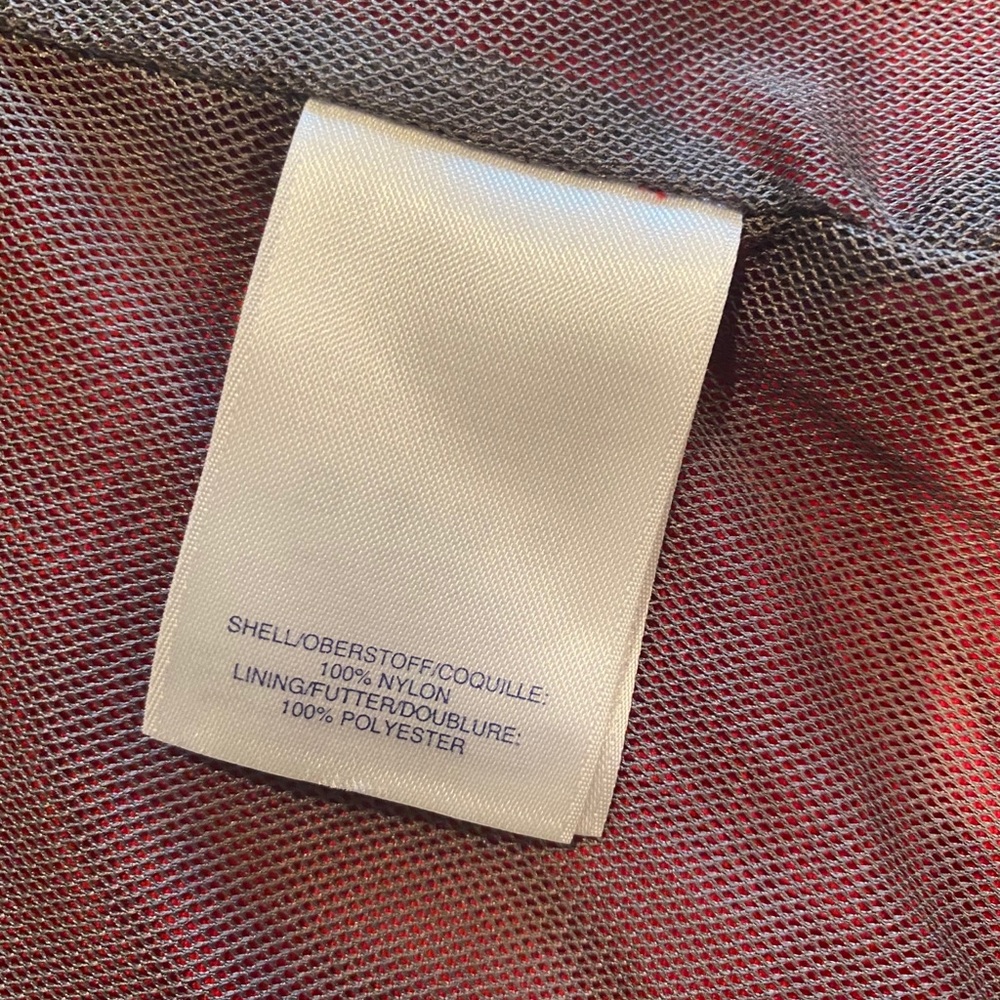 SHELL/OBERSTOFF/COQUILLE:
100% NYLON
LINING/FUTTER/DOUBLURE:
100% POLYESTER